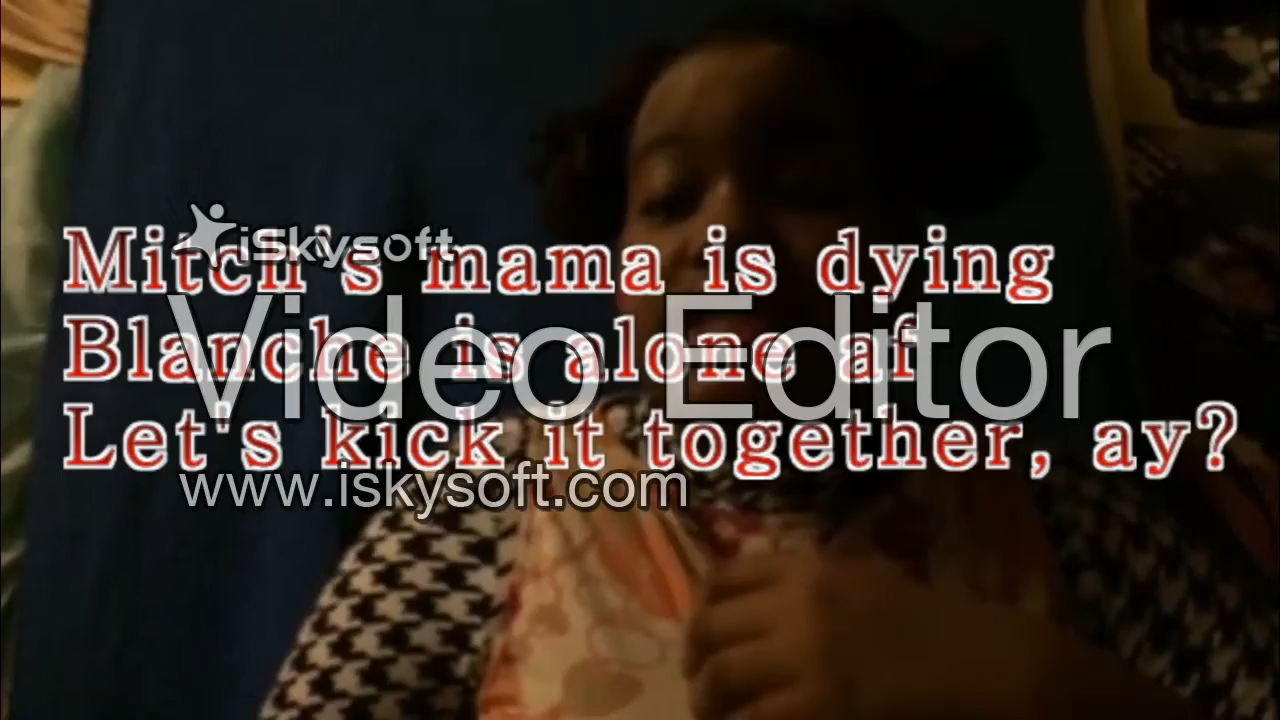 Mitch's mama is dying
iSkysoft
Blanche is alone af
Video Editor
Let's kick it together, ay?
www.iskysoft.com